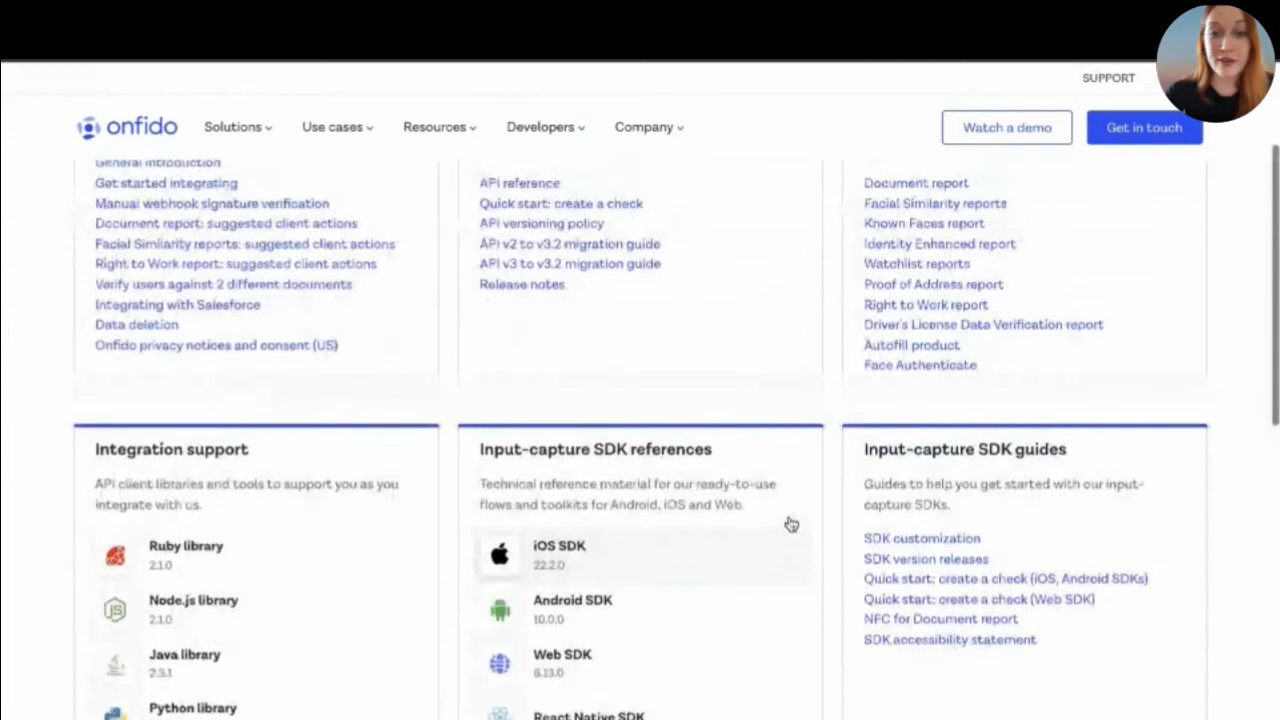 SUPPORT
onfido
Solutions
Use cases
Resources
Developers
Company
Watch a demo
Get in touch
General introduction
Get started integrating
Manual webhook signature verification
Document report: suggested client actions
Facial Similarity reports: suggested client actions
Right to Work report: suggested client actions
Verify users against 2 different documents
Integrating with Salesforce
Data deletion
Onfido privacy notices and consent (US)
API reference
Quick start: create a check
API versioning policy
API v2 to v3.2 migration guide
API v3 to v3.2 migration guide
Release notes
Document report
Facial Similarity reports
Known Faces report
Identity Enhanced report
Watchlist reports
Proof of Address report
Right to Work report
Driver's License Data Verification report
Autofill product
Face Authenticate
Integration support
API client libraries and tools to support you as you
integrate with us.
Ruby library
2.1.0
Node.js library
2.1.0
Java library
2.3.1
Python library
Input-capture SDK references
Technical reference material for our ready-to-use
flows and toolkits for Android, iOS and Web.
iOS SDK
22.2.0
Android SDK
10.0.0
Web SDK
6.13.0
React Native SDK
Input-capture SDK guides
Guides to help you get started with our input-
capture SDKs.
SDK customization
SDK version releases
Quick start: create a check (iOS, Android SDKs)
Quick start: create a check (Web SDK)
NFC for Document report
SDK accessibility statement